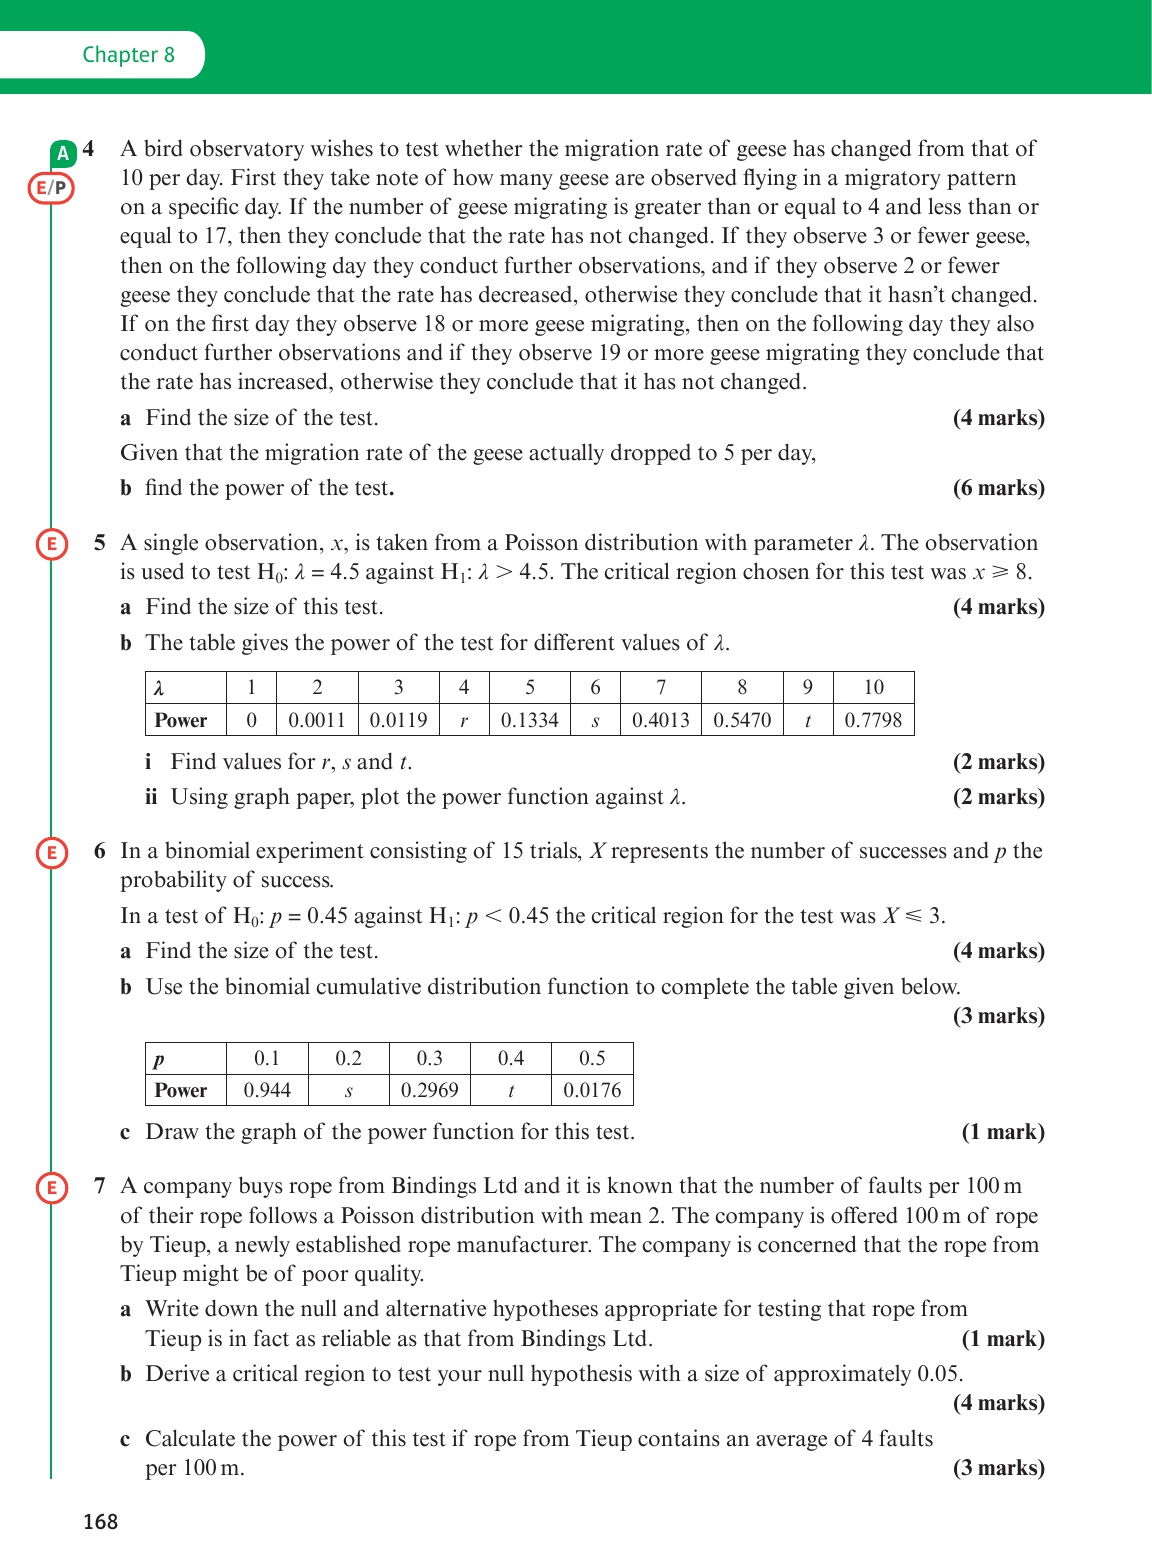 Chapter 8
A
E/P
4 A bird observatory wishes to test whether the migration rate of geese has changed from that of
10 per day. First they take note of how many geese are observed flying in a migratory pattern
on a specific day. If the number of geese migrating is greater than or equal to 4 and less than or
equal to 17, then they conclude that the rate has not changed. If they observe 3 or fewer geese,
then on the following day they conduct further observations, and if they observe 2 or fewer
geese they conclude that the rate has decreased, otherwise they conclude that it hasn't changed.
If on the first day they observe 18 or more geese migrating, then on the following day they also
conduct further observations and if they observe 19 or more geese migrating they conclude that
the rate has increased, otherwise they conclude that it has not changed.
a Find the size of the test. (4 marks)
Given that the migration rate of the geese actually dropped to 5 per day,
b find the power of the test. (6 marks)
E
5 A single observation, x, is taken from a Poisson distribution with parameter λ. The observation
is used to test H₀: λ = 4.5 against H₁: λ > 4.5. The critical region chosen for this test was x ⩾ 8.
a Find the size of this test. (4 marks)
b The table gives the power of the test for different values of λ.
λ 1 2 3 4 5 6 7 8 9 10
Power 0 0.0011 0.0119 r 0.1334 s 0.4013 0.5470 t 0.7798
i Find values for r, s and t. (2 marks)
ii Using graph paper, plot the power function against λ. (2 marks)
E
6 In a binomial experiment consisting of 15 trials, X represents the number of successes and p the
probability of success.
In a test of H₀: p = 0.45 against H₁: p < 0.45 the critical region for the test was X ⩽ 3.
a Find the size of the test. (4 marks)
b Use the binomial cumulative distribution function to complete the table given below.
(3 marks)
p 0.1 0.2 0.3 0.4 0.5
Power 0.944 s 0.2969 t 0.0176
c Draw the graph of the power function for this test. (1 mark)
E
7 A company buys rope from Bindings Ltd and it is known that the number of faults per 100 m
of their rope follows a Poisson distribution with mean 2. The company is offered 100 m of rope
by Tieup, a newly established rope manufacturer. The company is concerned that the rope from
Tieup might be of poor quality.
a Write down the null and alternative hypotheses appropriate for testing that rope from
Tieup is in fact as reliable as that from Bindings Ltd. (1 mark)
b Derive a critical region to test your null hypothesis with a size of approximately 0.05.
(4 marks)
c Calculate the power of this test if rope from Tieup contains an average of 4 faults
per 100 m. (3 marks)
168